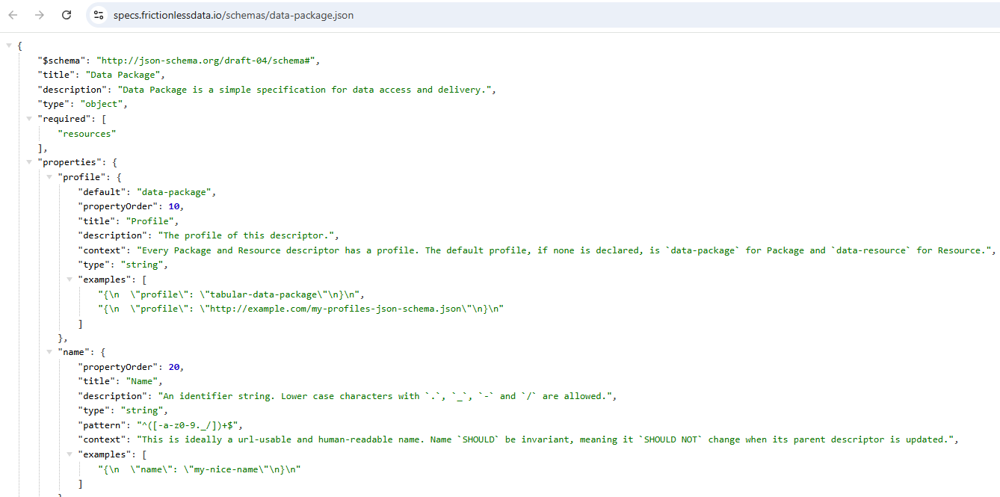 specs.frictionlessdata.io/schemas/data-package.json
{
"$schema": "http://json-schema.org/draft-04/schema#",
"title": "Data Package",
"description": "Data Package is a simple specification for data access and delivery.",
"type": "object",
"required": [
"resources"
],
"properties": {
"profile": {
"default": "data-package",
"propertyOrder": 10,
"title": "Profile",
"description": "The profile of this descriptor.",
"context": "Every Package and Resource descriptor has a profile. The default profile, if none is declared, is `data-package` for Package and `data-resource` for Resource.",
"type": "string",
"examples": [
"{\n  \"profile\": \"tabular-data-package\"\n}\n",
"{\n  \"profile\": \"http://example.com/my-profiles-json-schema.json\"\n}\n"
]
},
"name": {
"propertyOrder": 20,
"title": "Name",
"description": "An identifier string. Lower case characters with `.`, `_`, `-` and `/` are allowed.",
"type": "string",
"pattern": "^([-a-z0-9._/])+$",
"context": "This is ideally a url-usable and human-readable name. Name `SHOULD` be invariant, meaning it `SHOULD NOT` change when its parent descriptor is updated.",
"examples": [
"{\n  \"name\": \"my-nice-name\"\n}\n"
]